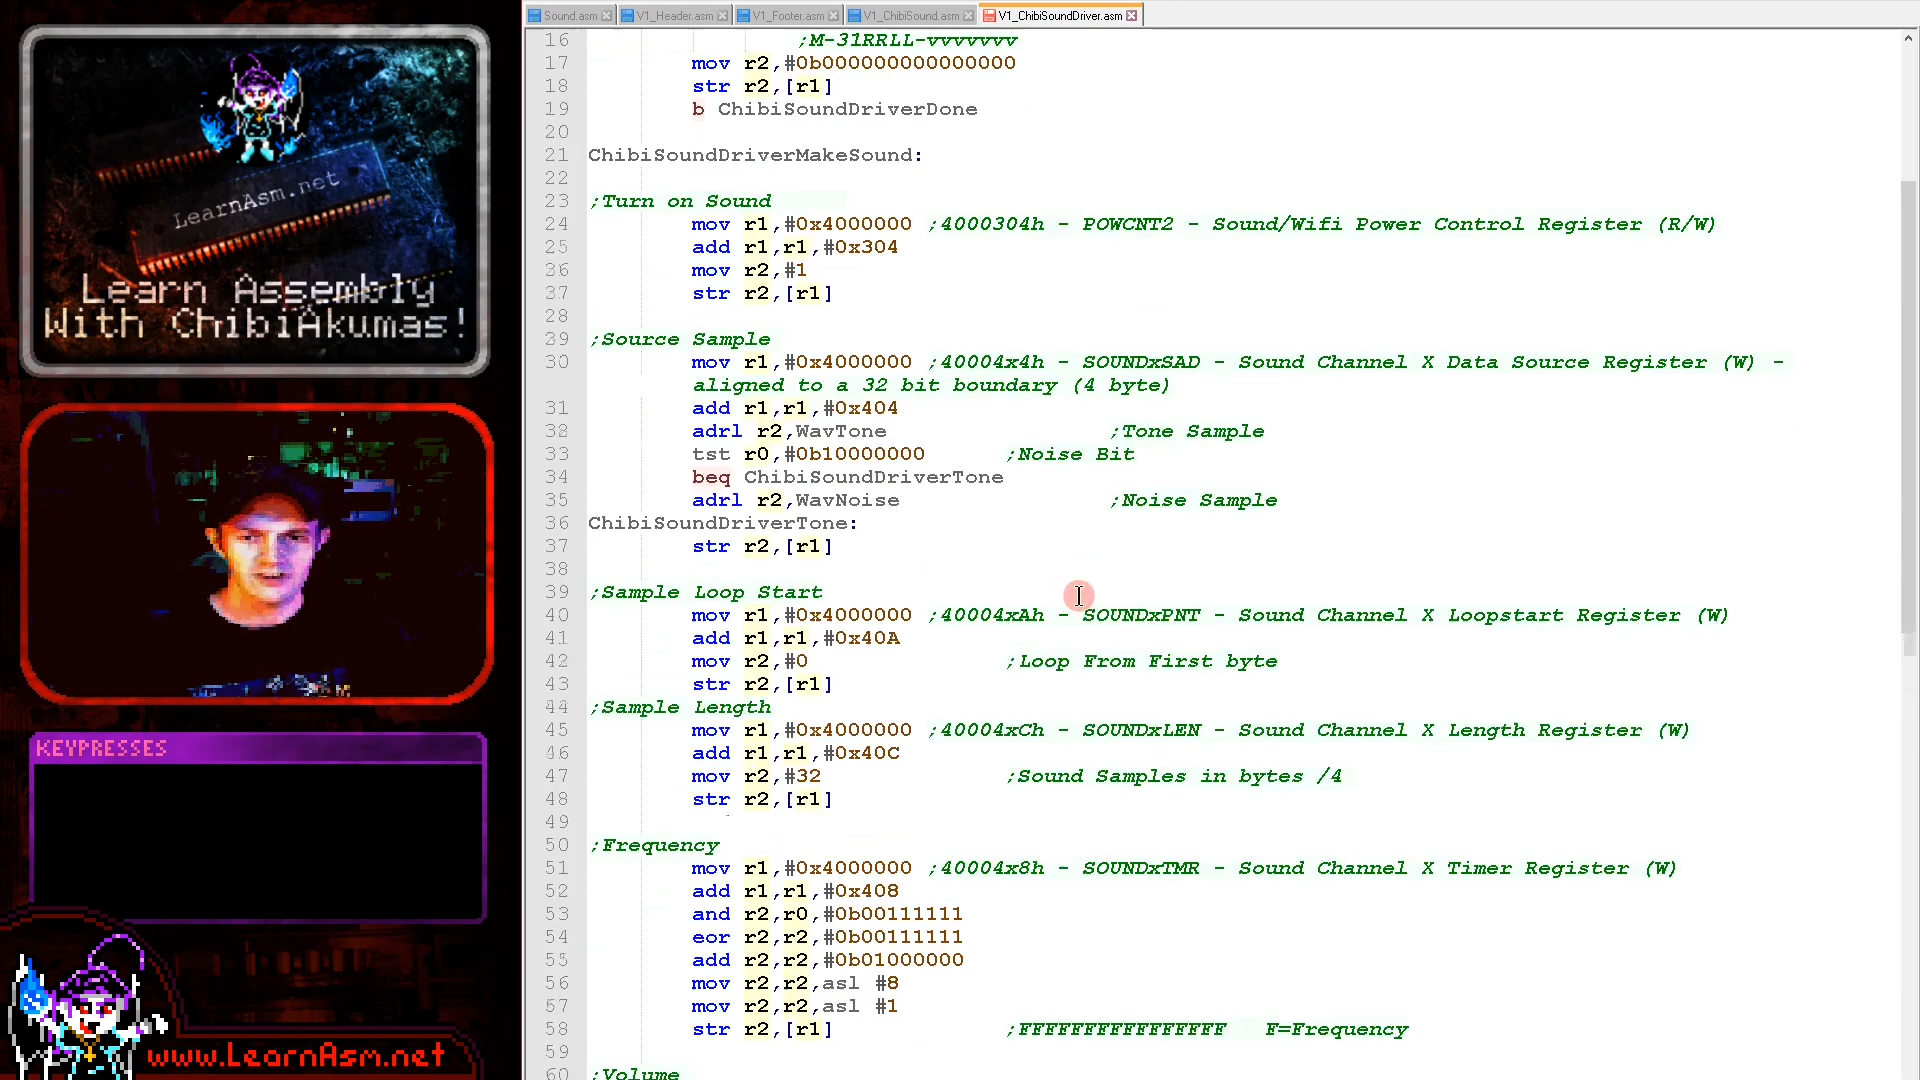 Sound.asm
V1_Header.asm
V1_Footer.asm
V1_ChibiSound.asm
V1_ChibiSoundDriver.asm
LearnAsm.net
Learn Assembly
With ChibiAkumas!
KEYPRESSES
www.LearnAsm.net
16 ;M-31RRLL-vvvvvvv
17 mov r2,#0b000000000000000
18 str r2,[r1]
19 b ChibiSoundDriverDone
20
21 ChibiSoundDriverMakeSound:
22
23 ;Turn on Sound
24 mov r1,#0x4000000 ;4000304h - POWCNT2 - Sound/Wifi Power Control Register (R/W)
25 add r1,r1,#0x304
36 mov r2,#1
37 str r2,[r1]
28
39 ;Source Sample
30 mov r1,#0x4000000 ;40004x4h - SOUNDxSAD - Sound Channel X Data Source Register (W) -
aligned to a 32 bit boundary (4 byte)
31 add r1,r1,#0x404
38 adrl r2,WavTone ;Tone Sample
33 tst r0,#0b10000000 ;Noise Bit
34 beq ChibiSoundDriverTone
35 adrl r2,WavNoise ;Noise Sample
36 ChibiSoundDriverTone:
37 str r2,[r1]
38
39 ;Sample Loop Start
40 mov r1,#0x4000000 ;40004xAh - SOUNDxPNT - Sound Channel X Loopstart Register (W)
41 add r1,r1,#0x40A
42 mov r2,#0 ;Loop From First byte
43 str r2,[r1]
44 ;Sample Length
45 mov r1,#0x4000000 ;40004xCh - SOUNDxLEN - Sound Channel X Length Register (W)
46 add r1,r1,#0x40C
47 mov r2,#32 ;Sound Samples in bytes /4
48 str r2,[r1]
49
50 ;Frequency
51 mov r1,#0x4000000 ;40004x8h - SOUNDxTMR - Sound Channel X Timer Register (W)
52 add r1,r1,#0x408
53 and r2,r0,#0b00111111
54 eor r2,r2,#0b00111111
55 add r2,r2,#0b01000000
56 mov r2,r2,asl #8
57 mov r2,r2,asl #1
58 str r2,[r1] ;FFFFFFFFFFFFFFFF F=Frequency
59
60 ;Volume